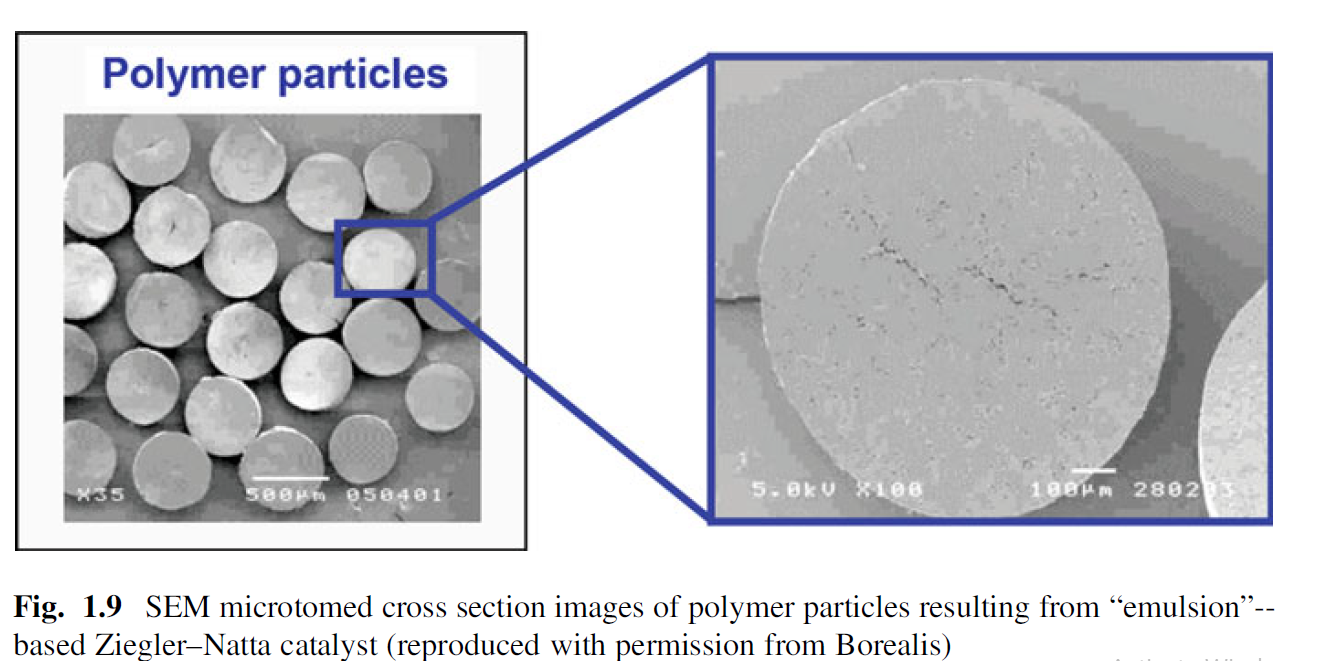 Polymer particles
X35 500µm 050401
5.0kV X100 100µm 280203
Fig. 1.9 SEM microtomed cross section images of polymer particles resulting from “emulsion”--
based Ziegler–Natta catalyst (reproduced with permission from Borealis)